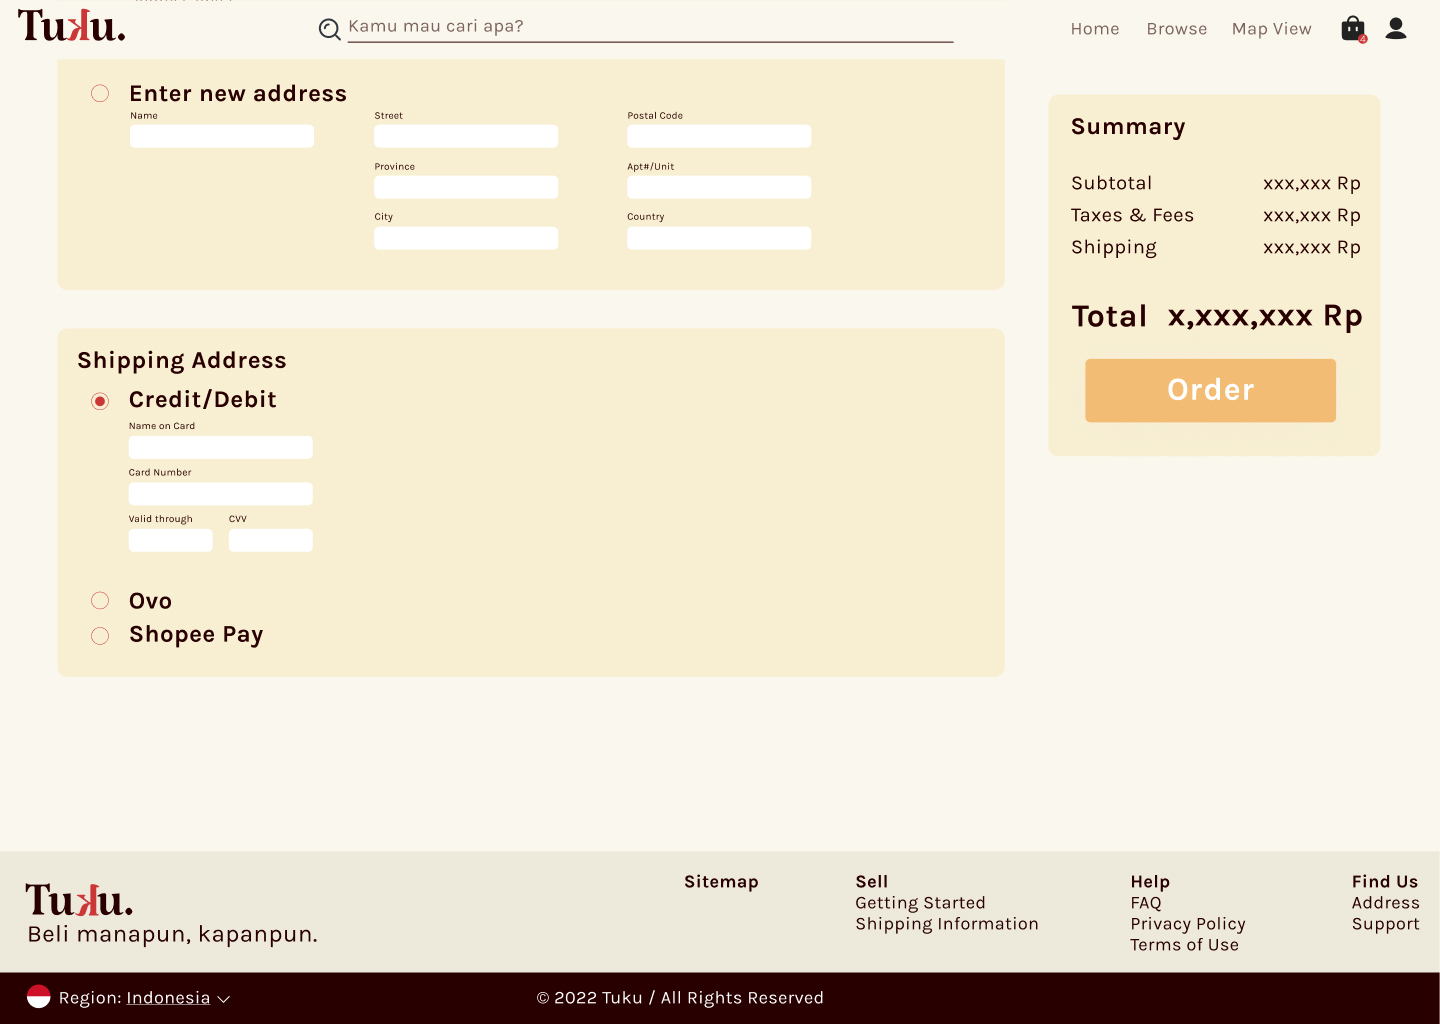 Tuku.
Kamu mau cari apa?
Home Browse Map View
4
Enter new address
Name Street Postal Code
Province Apt#/Unit
City Country
Shipping Address
Credit/Debit
Name on Card
Card Number
Valid through CVV
Ovo
Shopee Pay
Summary
Subtotal xxx,xxx Rp
Taxes & Fees xxx,xxx Rp
Shipping xxx,xxx Rp
Total x,xxx,xxx Rp
Order
Tuku.
Beli manapun, kapanpun.
Sitemap
Sell
Getting Started
Shipping Information
Help
FAQ
Privacy Policy
Terms of Use
Find Us
Address
Support
Region: Indonesia
© 2022 Tuku / All Rights Reserved